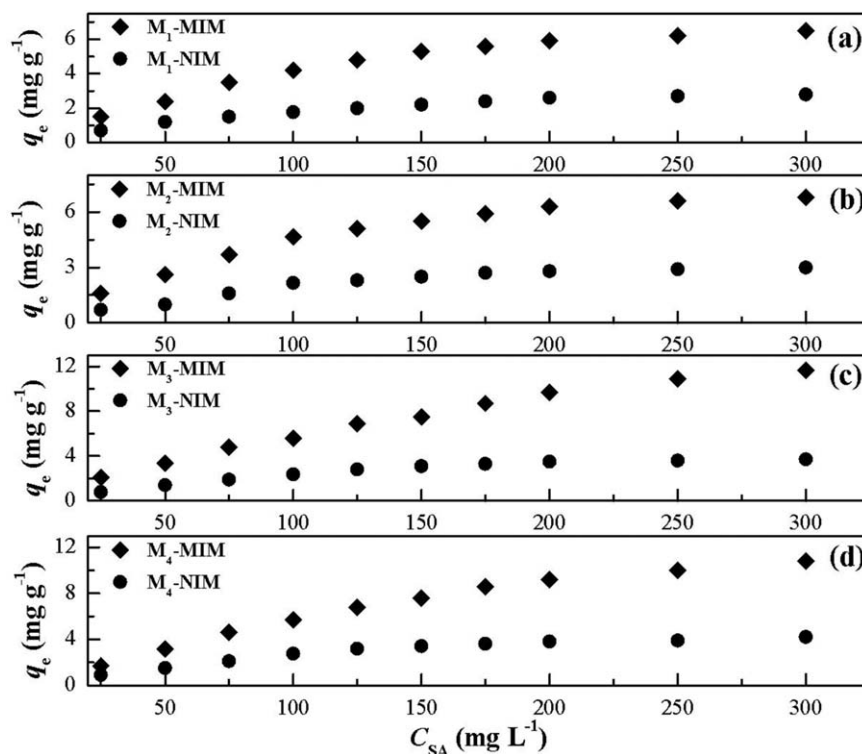 M₁-MIM
M₁-NIM
(a)
6
4
2
0
qₑ (mg g⁻¹)
50 100 150 200 250 300
M₂-MIM
M₂-NIM
(b)
6
3
0
qₑ (mg g⁻¹)
50 100 150 200 250 300
M₃-MIM
M₃-NIM
(c)
12
8
4
0
qₑ (mg g⁻¹)
50 100 150 200 250 300
M₄-MIM
M₄-NIM
(d)
12
8
4
0
qₑ (mg g⁻¹)
50 100 150 200 250 300
C_SA (mg L⁻¹)